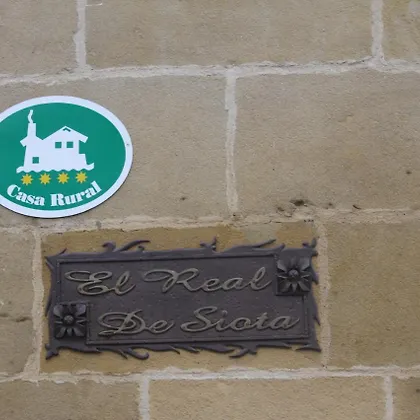 Casa Rural
El Real
De Siota